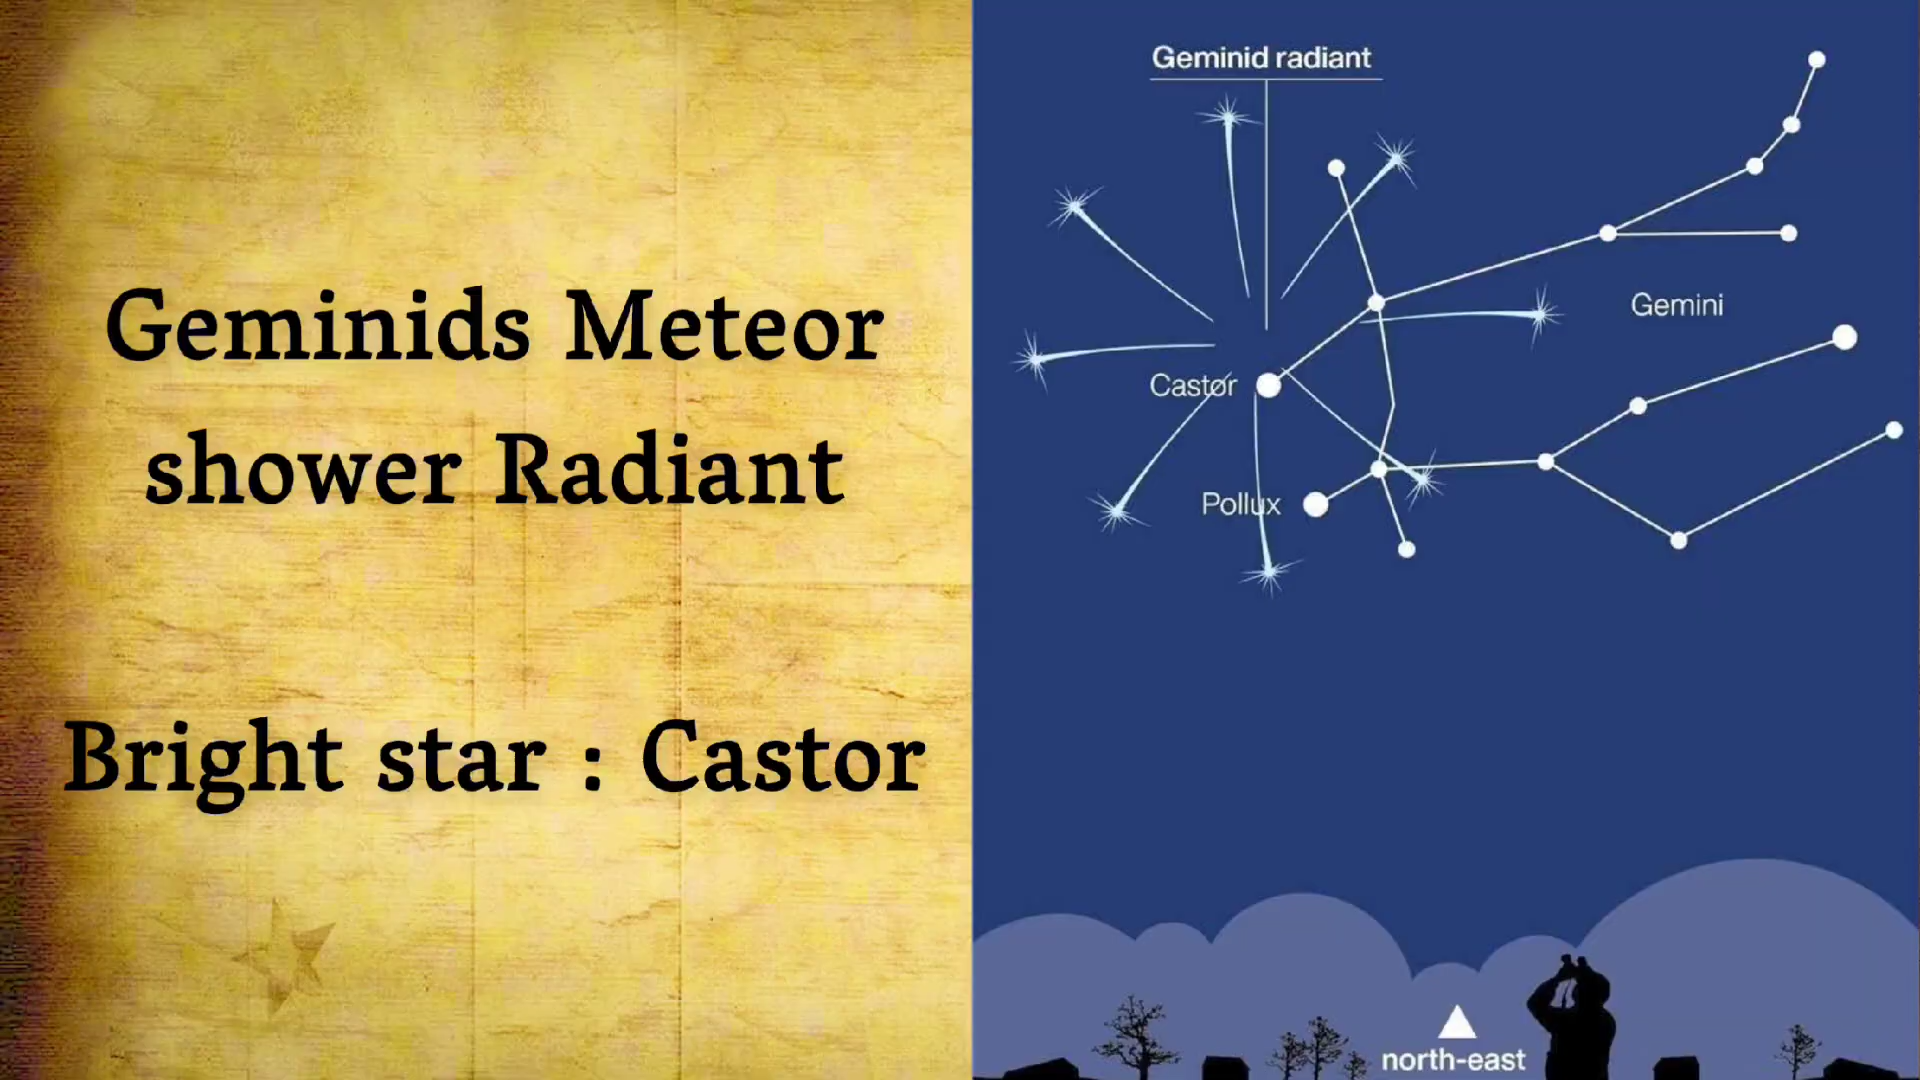 Geminids Meteor
shower Radiant
Bright star : Castor
Geminid radiant
Gemini
Castor
Pollux
north-east